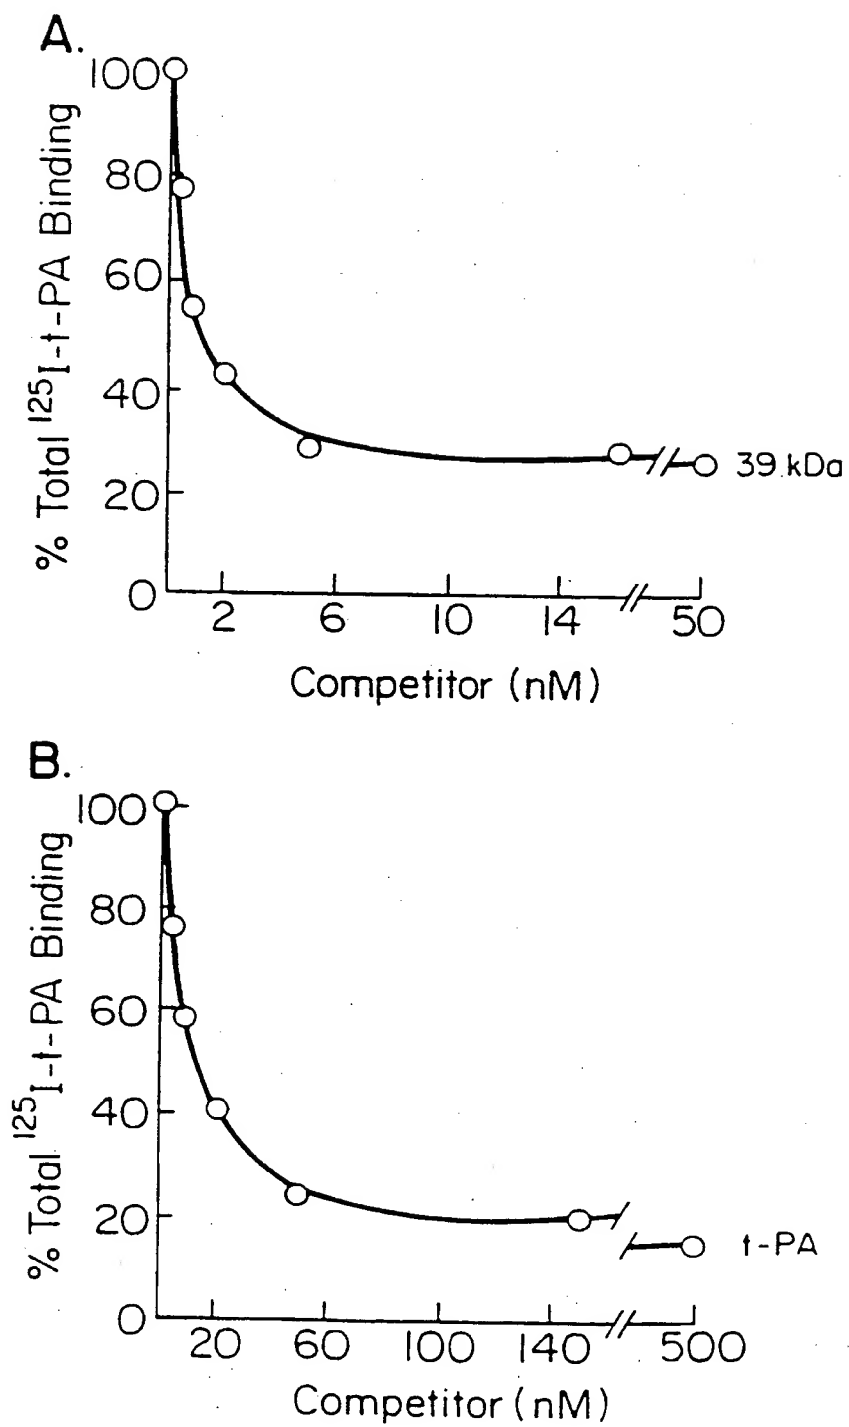 A.
% Total ¹²⁵I-t-PA Binding
100
80
60
40
20
0
39 kDa
2 6 10 14 50
Competitor (nM)
B.
% Total ¹²⁵I-t-PA Binding
100
80
60
40
20
0
t-PA
20 60 100 140 500
Competitor (nM)